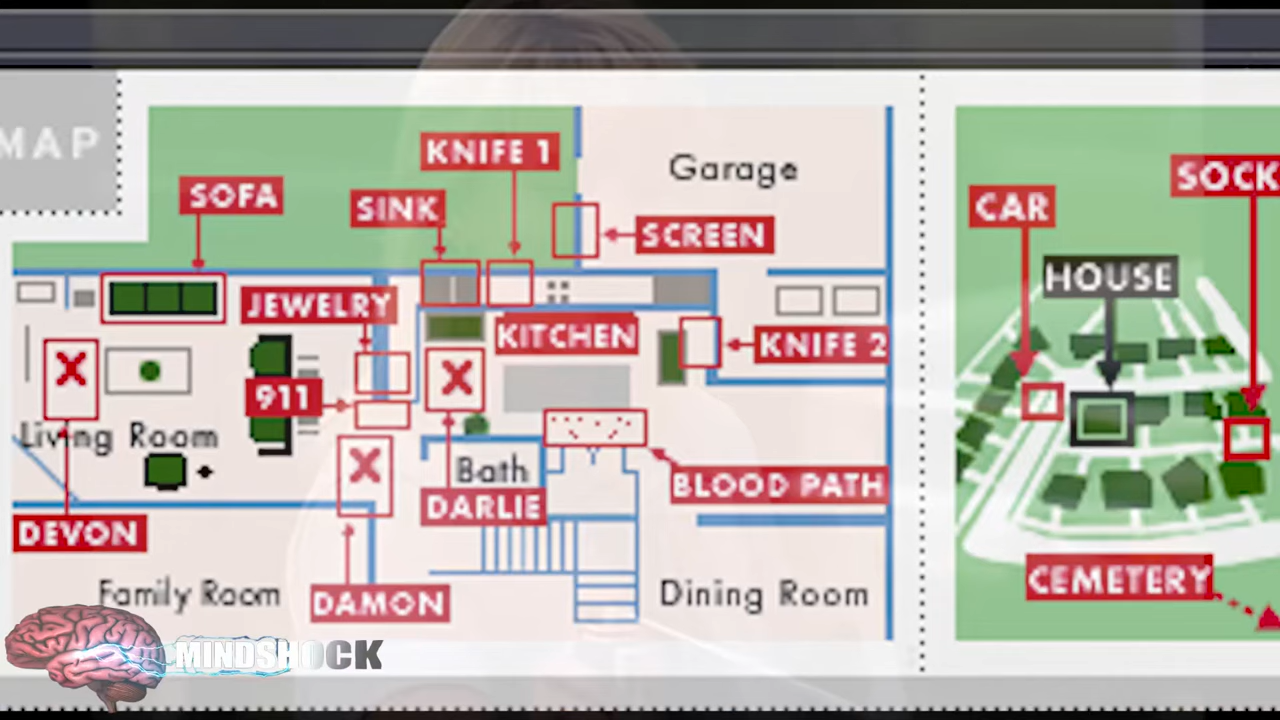 MAP
KNIFE 1
Garage
SOFA
SINK
SCREEN
JEWELRY
KITCHEN
KNIFE 2
911
Living Room
Bath
BLOOD PATH
DARLIE
DEVON
Family Room
DAMON
Dining Room
SOCK
CAR
HOUSE
CEMETERY
MINDSHOCK